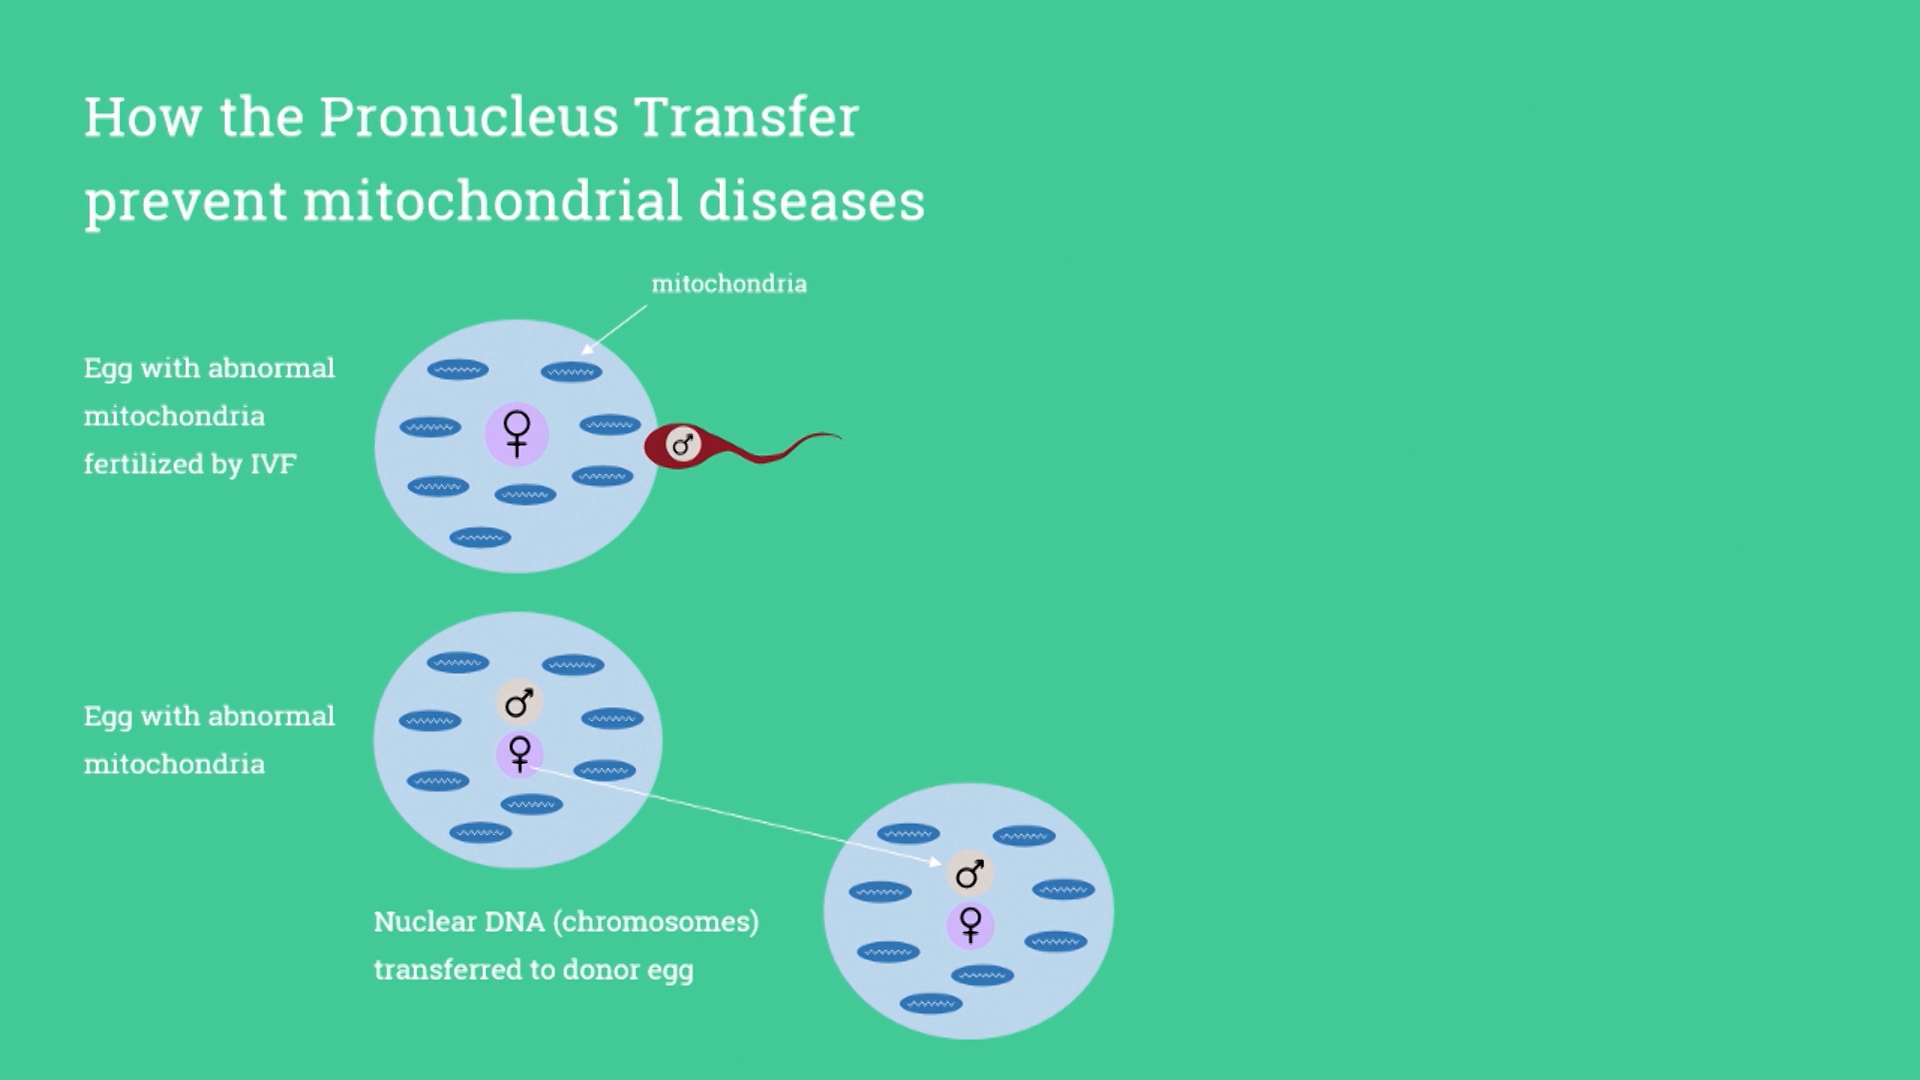 How the Pronucleus Transfer
prevent mitochondrial diseases
mitochondria
Egg with abnormal
mitochondria
fertilized by IVF
Egg with abnormal
mitochondria
Nuclear DNA (chromosomes)
transferred to donor egg